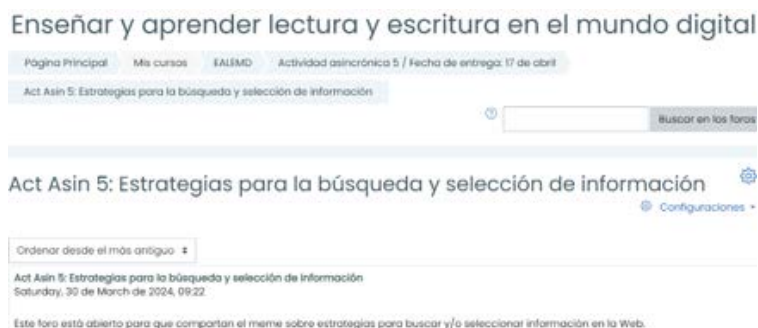 Enseñar y aprender lectura y escritura en el mundo digital
Página Principal Mis cursos EALEMD Actividad asincrónica 5 / Fecha de entrega: 17 de abril
Act Asin 5: Estrategias para la búsqueda y selección de información
Buscar en los foros
Act Asin 5: Estrategias para la búsqueda y selección de información
Configuraciones
Ordenar desde el más antiguo
Act Asin 5: Estrategias para la búsqueda y selección de información
Saturday, 30 de March de 2024, 09:22
Este foro está abierto para que compartan el meme sobre estrategias para buscar y/o seleccionar información en la Web.